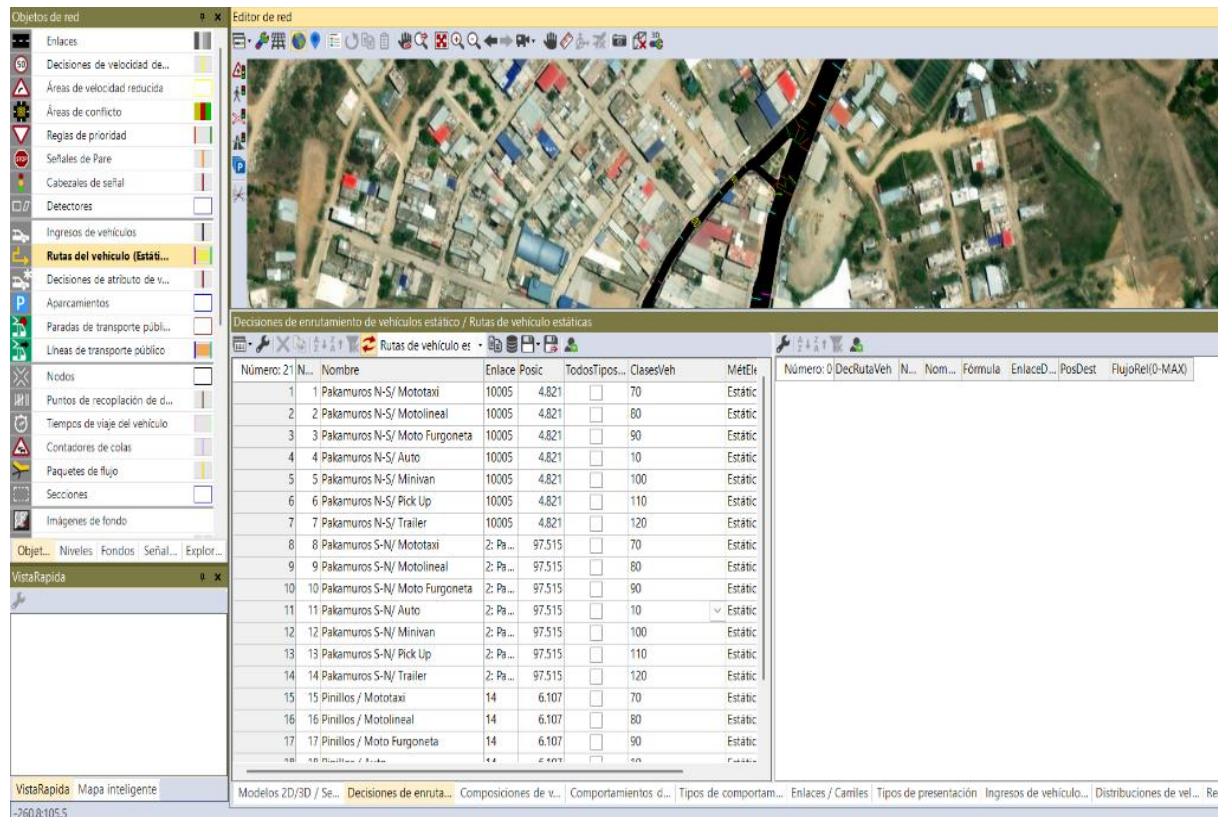 Objetos de red
Enlaces
Decisiones de velocidad de...
Áreas de velocidad reducida
Áreas de conflicto
Reglas de prioridad
Señales de Pare
Cabezales de señal
Detectores
Ingresos de vehículos
Rutas del vehículo (Estáti...
Decisiones de atributo de v...
Aparcamientos
Paradas de transporte públi...
Líneas de transporte público
Nodos
Puntos de recopilación de d...
Tiempos de viaje del vehículo
Contadores de colas
Paquetes de flujo
Secciones
Imágenes de fondo
Objet... Niveles Fondos Señal... Explor...
VistaRapida
VistaRapida Mapa inteligente
-260.8:105.5
Editor de red
Decisiones de enrutamiento de vehículos estático / Rutas de vehículo estáticas
Rutas de vehículo es
Número: 21 N... Nombre Enlace Posic TodosTipos... ClasesVeh MétEle
1 1 Pakamuros N-S/ Mototaxi 10005 4.821 70 Estátic
2 2 Pakamuros N-S/ Motolineal 10005 4.821 80 Estátic
3 3 Pakamuros N-S/ Moto Furgoneta 10005 4.821 90 Estátic
4 4 Pakamuros N-S/ Auto 10005 4.821 10 Estátic
5 5 Pakamuros N-S/ Minivan 10005 4.821 100 Estátic
6 6 Pakamuros N-S/ Pick Up 10005 4.821 110 Estátic
7 7 Pakamuros N-S/ Trailer 10005 4.821 120 Estátic
8 8 Pakamuros S-N/ Mototaxi 2: Pa... 97.515 70 Estátic
9 9 Pakamuros S-N/ Motolineal 2: Pa... 97.515 80 Estátic
10 10 Pakamuros S-N/ Moto Furgoneta 2: Pa... 97.515 90 Estátic
11 11 Pakamuros S-N/ Auto 2: Pa... 97.515 10 Estátic
12 12 Pakamuros S-N/ Minivan 2: Pa... 97.515 100 Estátic
13 13 Pakamuros S-N/ Pick Up 2: Pa... 97.515 110 Estátic
14 14 Pakamuros S-N/ Trailer 2: Pa... 97.515 120 Estátic
15 15 Pinillos / Mototaxi 14 6.107 70 Estátic
16 16 Pinillos / Motolineal 14 6.107 80 Estátic
17 17 Pinillos / Moto Furgoneta 14 6.107 90 Estátic
18 18 Pinillos / Auto 14 6.107 10 Estátic
Número: 0 DecRutaVeh N... Nom... Fórmula EnlaceD... PosDest FlujoRel(0-MAX)
Modelos 2D/3D / Se... Decisiones de enruta... Composiciones de v... Comportamientos d... Tipos de comportam... Enlaces / Carriles Tipos de presentación Ingresos de vehículo... Distribuciones de vel... Re